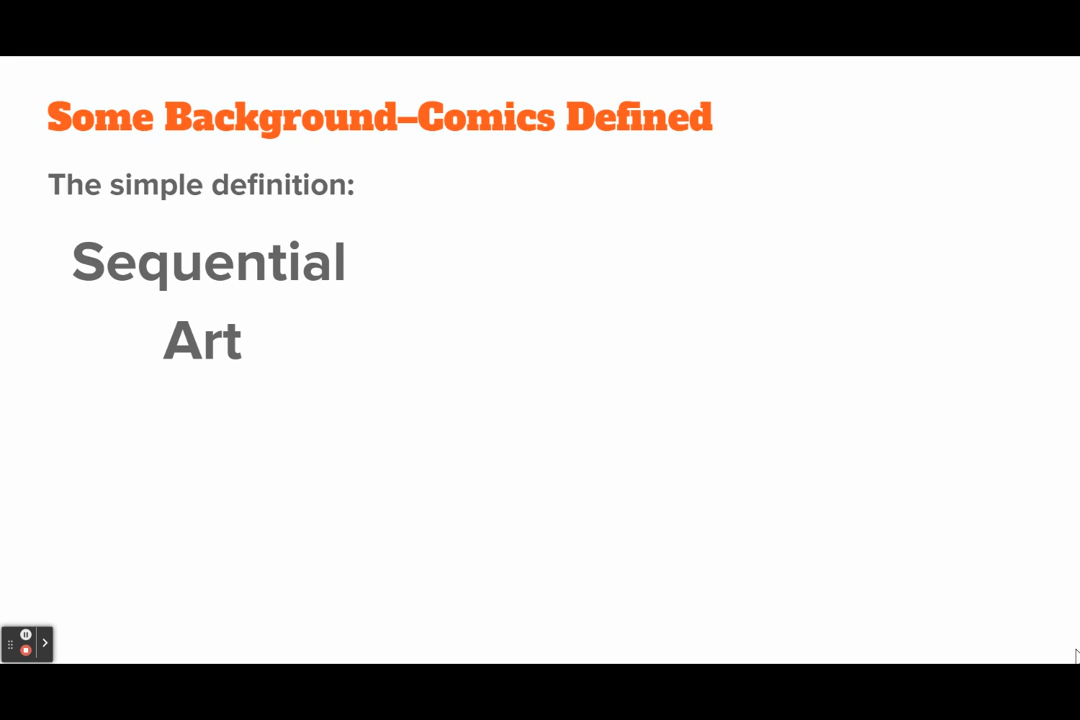 Some Background–Comics Defined
The simple definition:
Sequential
Art